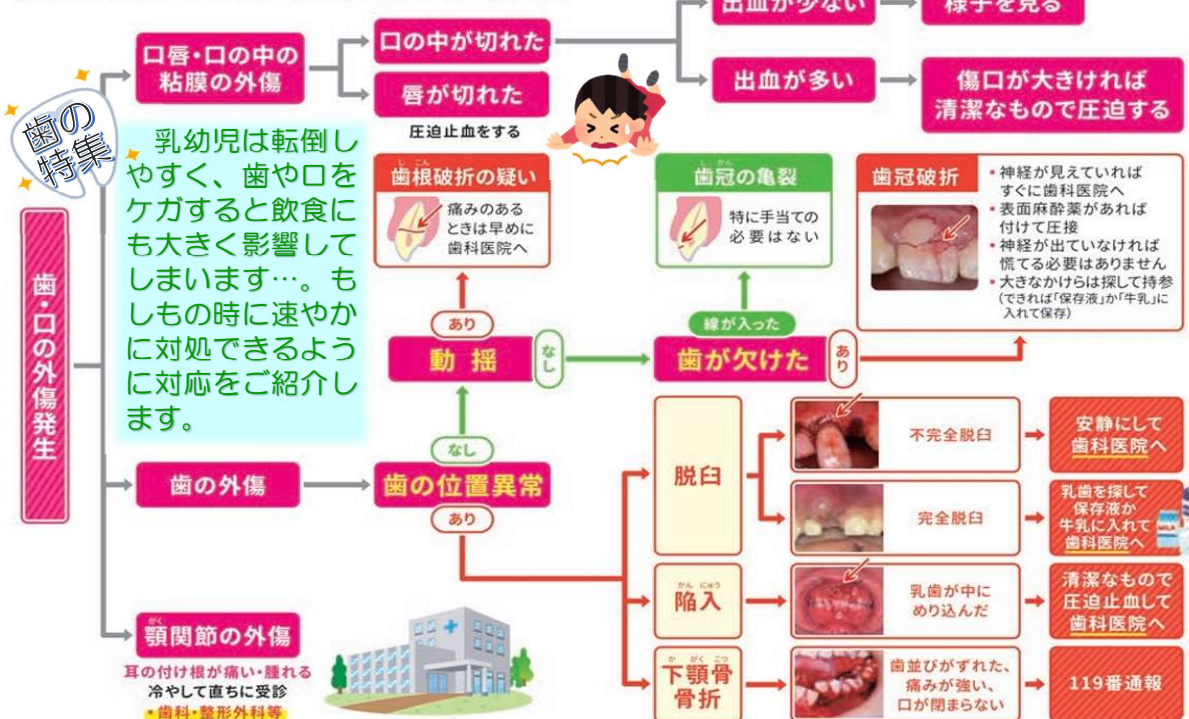 歯の
特集
乳幼児は転倒し
やすく、歯や口を
ケガすると飲食に
も大きく影響して
しまいます…。も
しもの時に速やか
に対処できるよう
に対応をご紹介し
ます。
歯・口の外傷発生
口唇・口の中の
粘膜の外傷
口の中が切れた
唇が切れた
圧迫止血をする
出血が少ない
様子を見る
出血が多い
傷口が大きければ
清潔なもので圧迫する
歯の外傷
歯の位置異常
なし
動揺
あり
しこん
歯根破折の疑い
痛みのある
ときは早めに
歯科医院へ
なし
歯が欠けた
線が入った
しかん
歯冠の亀裂
特に手当ての
必要はない
あり
歯冠破折
・神経が見えていれば
すぐに歯科医院へ
・表面麻酔薬があれば
付けて圧接
・神経が出ていなければ
慌てる必要はありません
・大きなかけらは探して持参
(できれば「保存液」か「牛乳」に
入れて保存)
あり
脱臼
不完全脱臼
安静にして
歯科医院へ
完全脱臼
乳歯を探して
保存液か
牛乳に入れて
歯科医院へ
MILK
かんにゅう
陥入
乳歯が中に
めり込んだ
清潔なもので
圧迫止血して
歯科医院へ
かがくこつ
下顎骨
骨折
歯並びがずれた、
痛みが強い、
口が閉まらない
119番通報
がく
顎関節の外傷
耳の付け根が痛い・腫れる
冷やして直ちに受診
・歯科・整形外科等